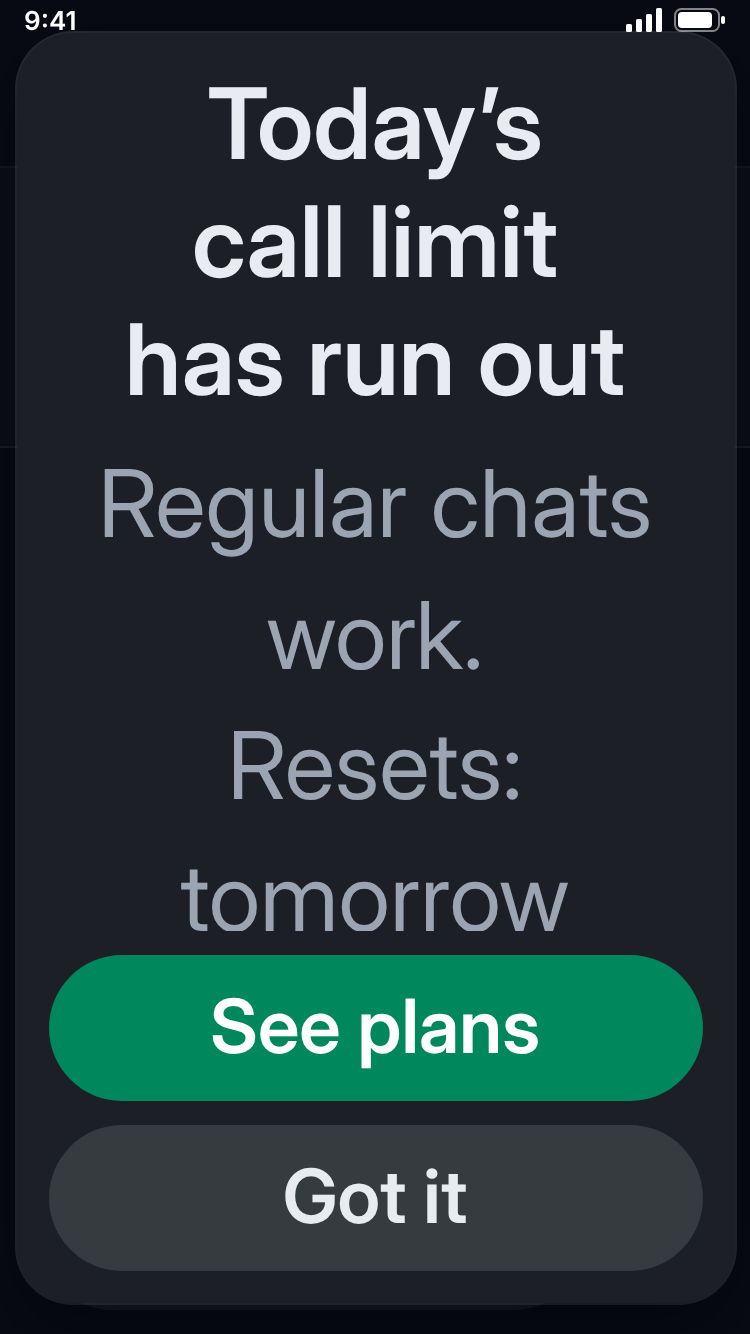 9:41
Today’s
call limit
has run out
Regular chats
work.
Resets:
tomorrow
See plans
Got it